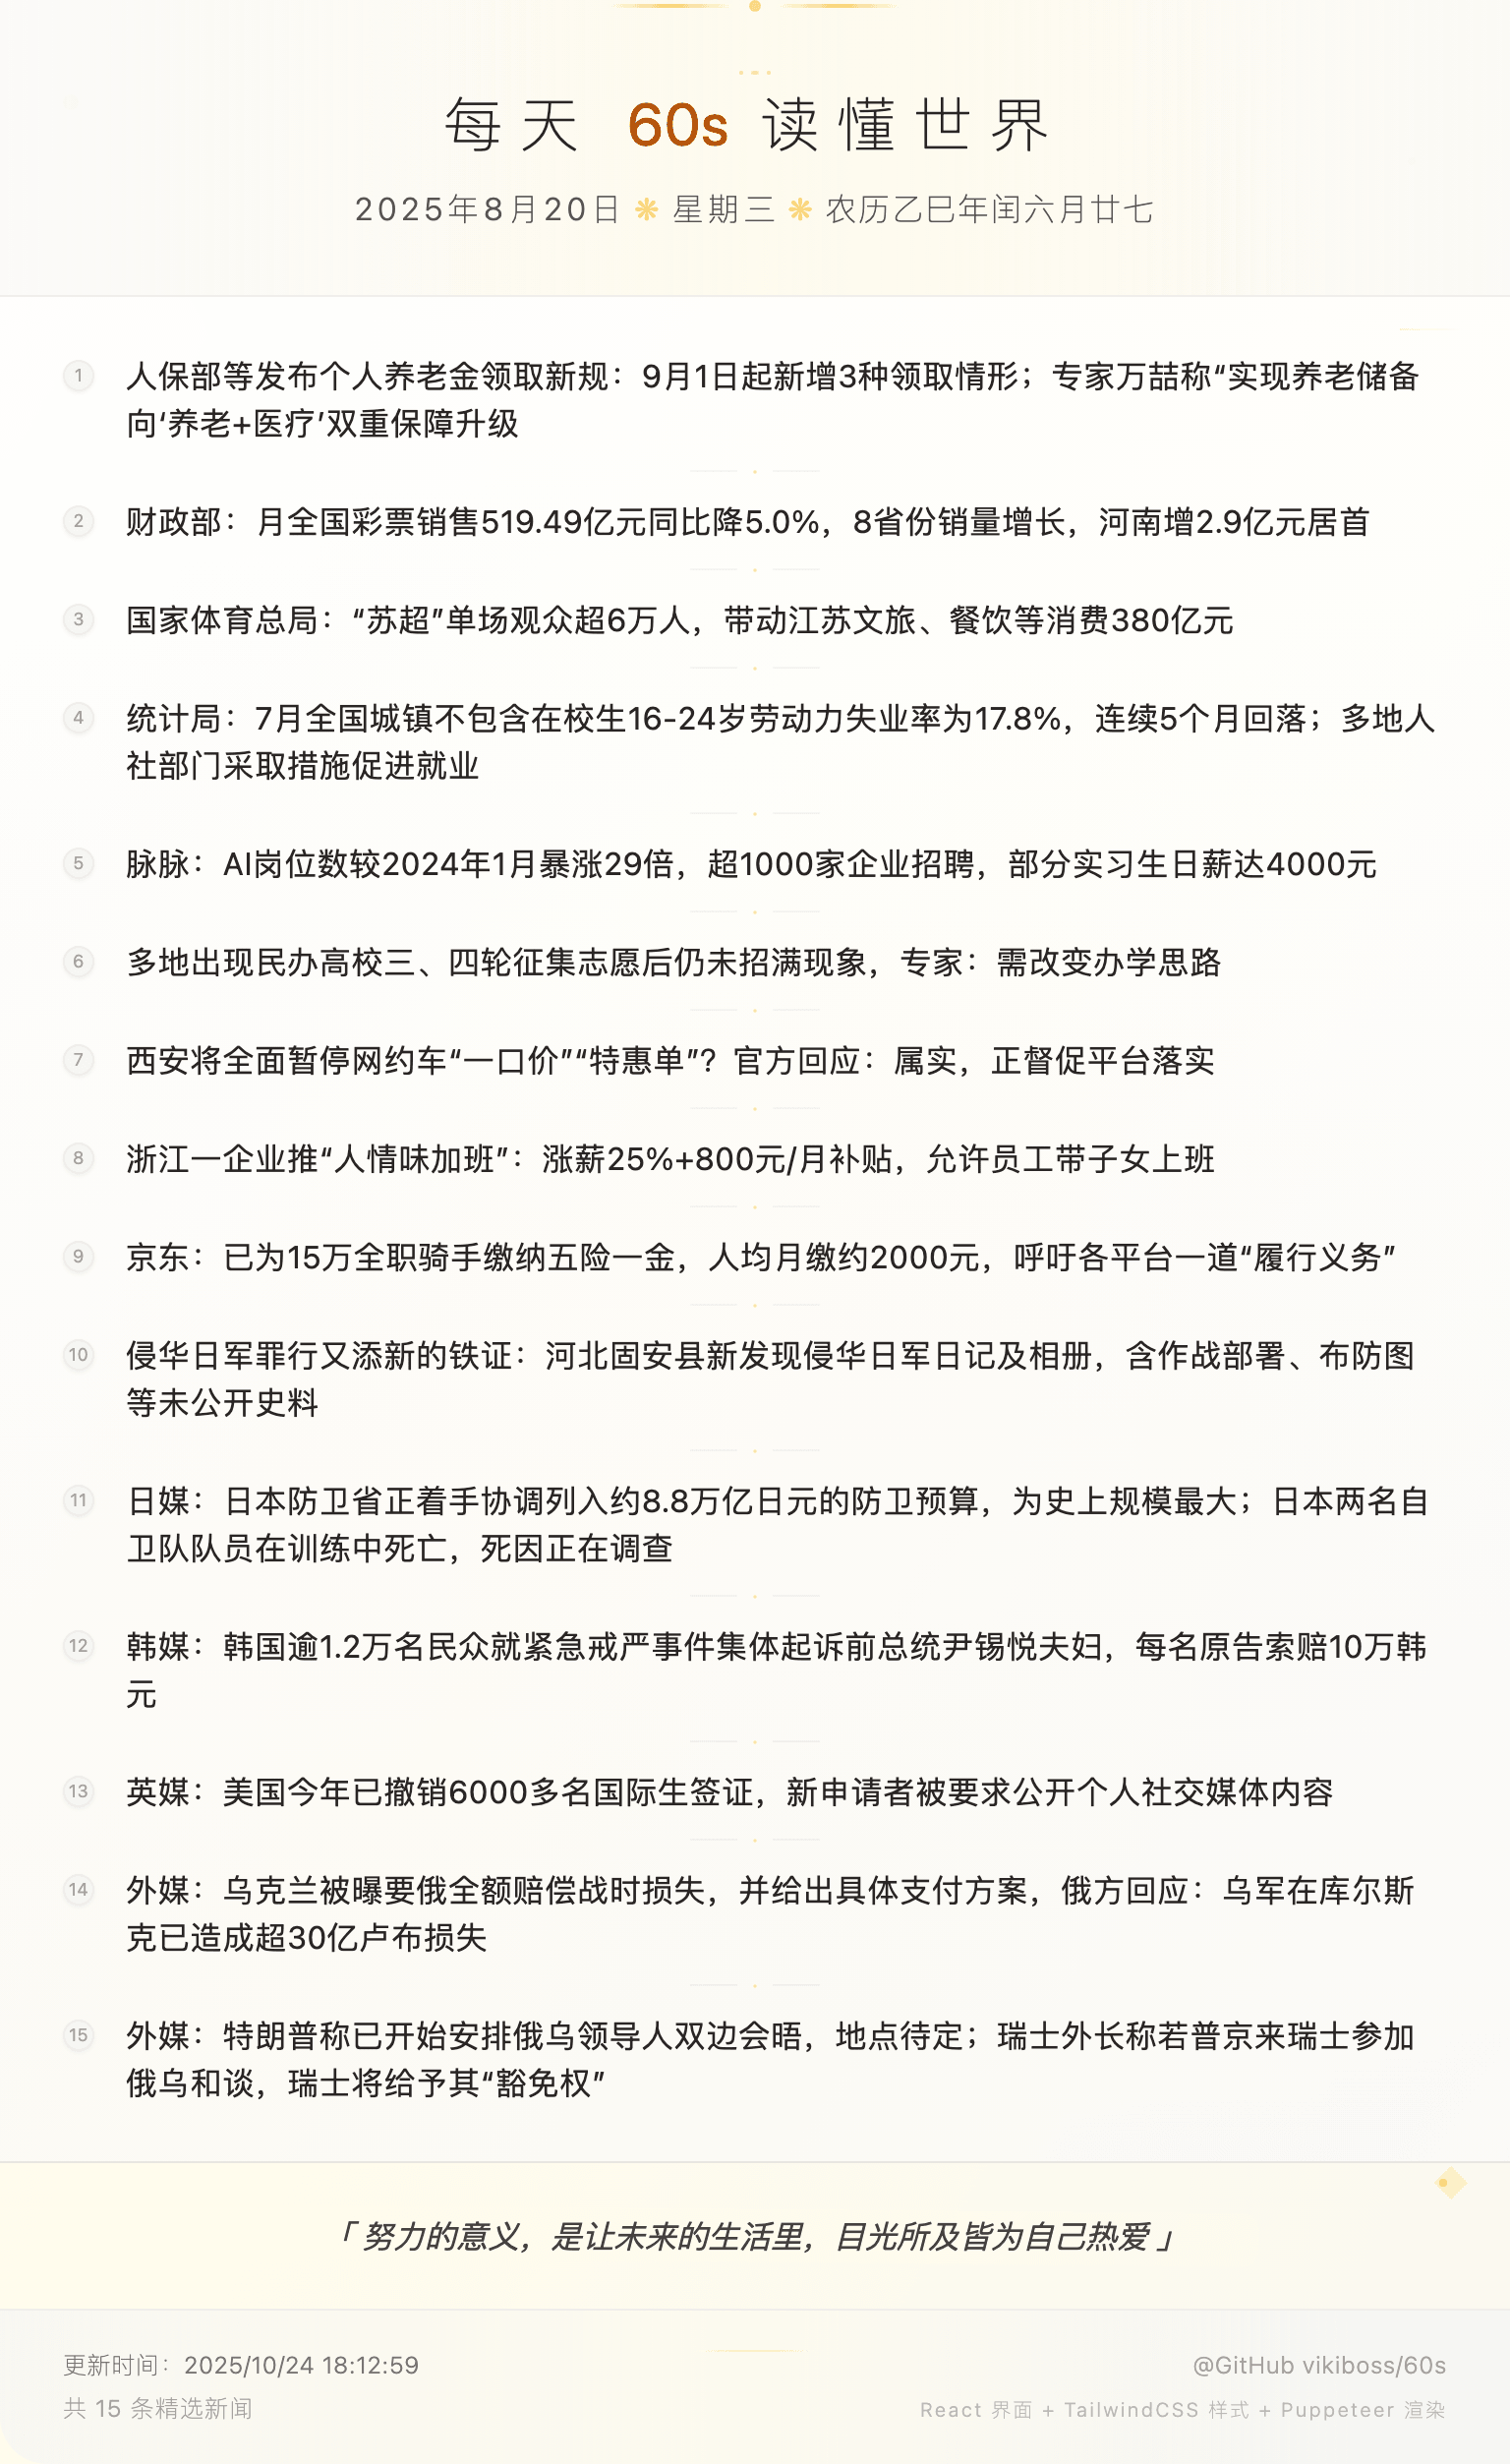 每天 60s 读懂世界
2025年8月20日 ❋ 星期三 ❋ 农历乙巳年闰六月廿七
1 人保部等发布个人养老金领取新规：9月1日起新增3种领取情形；专家万喆称“实现养老储备
向‘养老+医疗’双重保障升级
2 财政部：月全国彩票销售519.49亿元同比降5.0%，8省份销量增长，河南增2.9亿元居首
3 国家体育总局：“苏超”单场观众超6万人，带动江苏文旅、餐饮等消费380亿元
4 统计局：7月全国城镇不包含在校生16-24岁劳动力失业率为17.8%，连续5个月回落；多地人
社部门采取措施促进就业
5 脉脉：AI岗位数较2024年1月暴涨29倍，超1000家企业招聘，部分实习生日薪达4000元
6 多地出现民办高校三、四轮征集志愿后仍未招满现象，专家：需改变办学思路
7 西安将全面暂停网约车“一口价”“特惠单”？官方回应：属实，正督促平台落实
8 浙江一企业推“人情味加班”：涨薪25%+800元/月补贴，允许员工带子女上班
9 京东：已为15万全职骑手缴纳五险一金，人均月缴约2000元，呼吁各平台一道“履行义务”
10 侵华日军罪行又添新的铁证：河北固安县新发现侵华日军日记及相册，含作战部署、布防图
等未公开史料
11 日媒：日本防卫省正着手协调列入约8.8万亿日元的防卫预算，为史上规模最大；日本两名自
卫队队员在训练中死亡，死因正在调查
12 韩媒：韩国逾1.2万名民众就紧急戒严事件集体起诉前总统尹锡悦夫妇，每名原告索赔10万韩
元
13 英媒：美国今年已撤销6000多名国际生签证，新申请者被要求公开个人社交媒体内容
14 外媒：乌克兰被曝要俄全额赔偿战时损失，并给出具体支付方案，俄方回应：乌军在库尔斯
克已造成超30亿卢布损失
15 外媒：特朗普称已开始安排俄乌领导人双边会晤，地点待定；瑞士外长称若普京来瑞士参加
俄乌和谈，瑞士将给予其“豁免权”
「 努力的意义，是让未来的生活里，目光所及皆为自己热爱 」
更新时间：2025/10/24 18:12:59
共 15 条精选新闻
@GitHub vikiboss/60s
React 界面 + TailwindCSS 样式 + Puppeteer 渲染